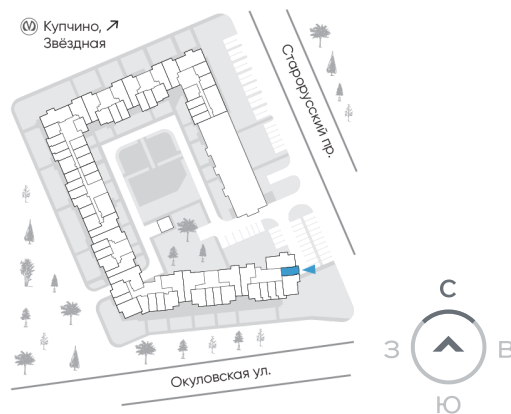 Купчино, ↗
Звёздная
Старорусский пр.
С
З
В
Ю
Окуловская ул.